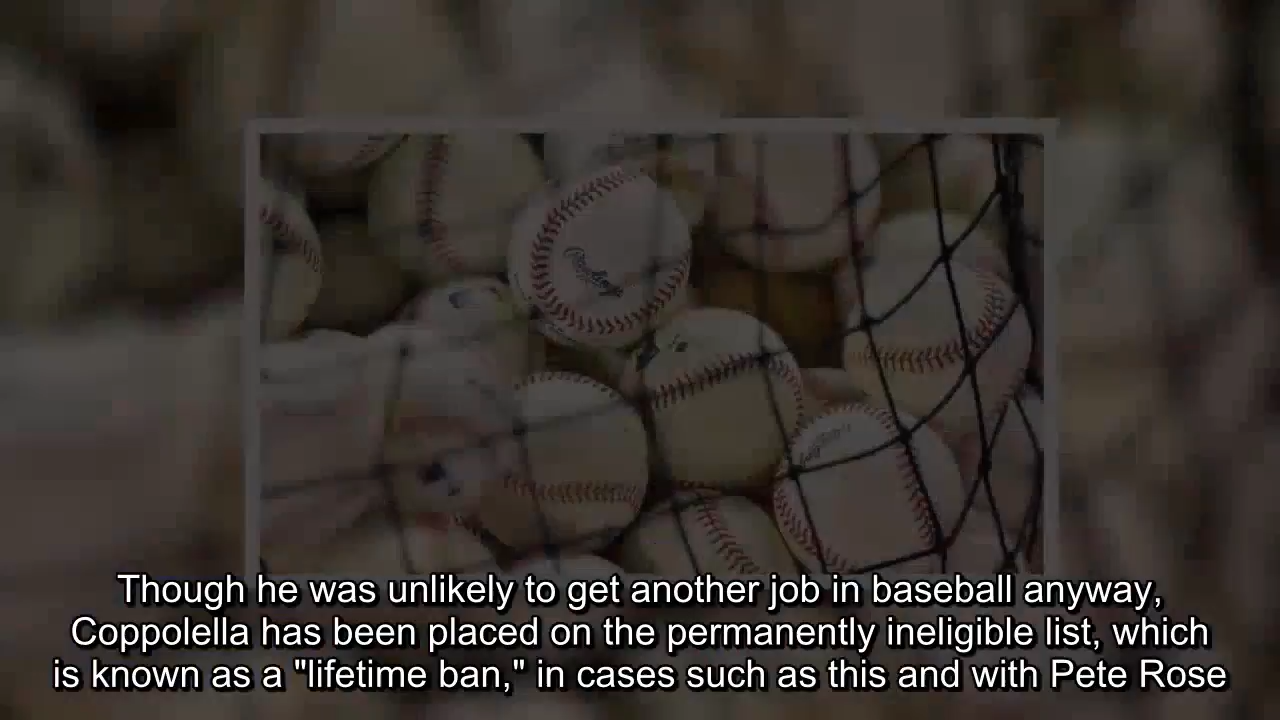 Though he was unlikely to get another job in baseball anyway,
Coppolella has been placed on the permanently ineligible list, which
is known as a "lifetime ban," in cases such as this and with Pete Rose